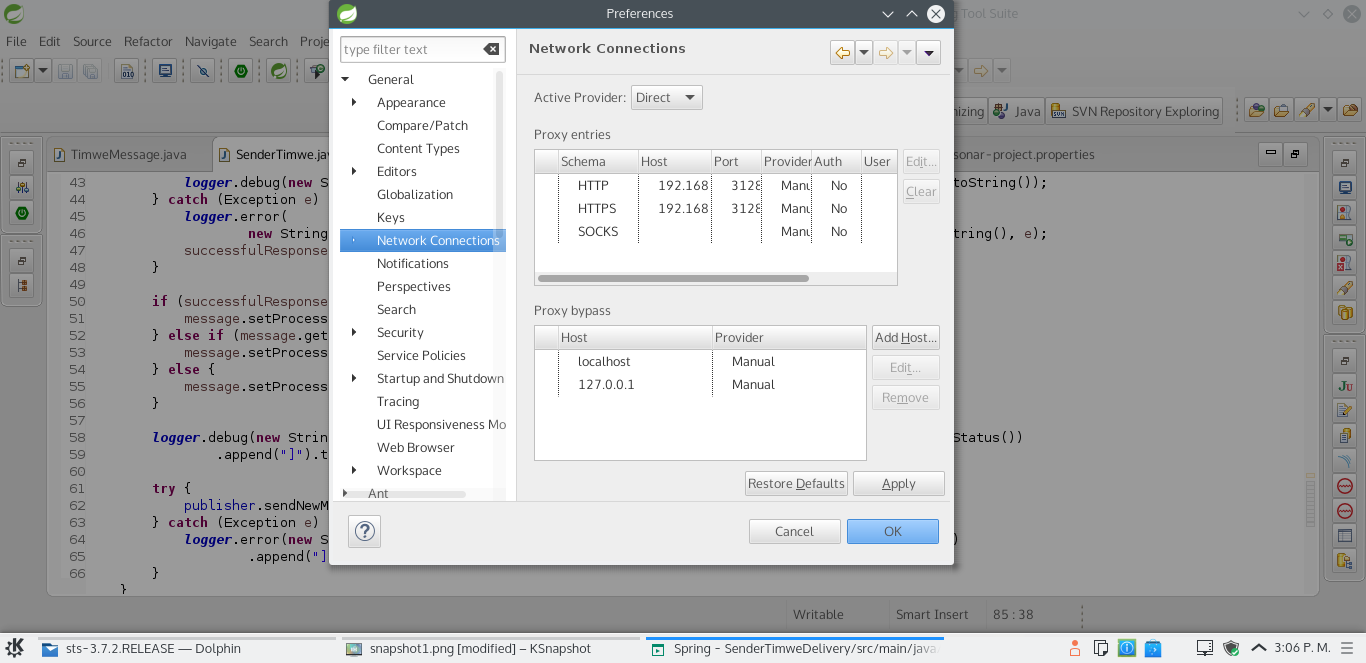 Preferences
g Tool Suite
File Edit Source Refactor Navigate Search Proje
type filter text
Network Connections
General
Appearance
Compare/Patch
Content Types
Editors
Globalization
Keys
Network Connections
Notifications
Perspectives
Search
Security
Service Policies
Startup and Shutdown
Tracing
UI Responsiveness Mo
Web Browser
Workspace
Ant
Active Provider: Direct
Proxy entries
Schema Host Port Provider Auth User
HTTP 192.168 3128 Manu No
HTTPS 192.168 3128 Manu No
SOCKS Manu No
Edit...
Clear
Proxy bypass
Host Provider
localhost Manual
127.0.0.1 Manual
Add Host...
Edit...
Remove
Restore Defaults Apply
Cancel OK
nizing Java SVN Repository Exploring
TimweMessage.java SenderTimwe.jav sonar-project.properties
43 logger.debug(new S toString());
44 } catch (Exception e)
45 logger.error(
46 new String tring(), e);
47 successfulResponse
48 }
49
50 if (successfulResponse
51 message.setProcess
52 } else if (message.get
53 message.setProcess
54 } else {
55 message.setProcess
56 }
57
58 logger.debug(new Strin Status())
59 .append("]").t
60
61 try {
62 publisher.sendNewM
63 } catch (Exception e)
64 logger.error(new S )
65 .append("]
66 }
}
Writable Smart Insert 85 : 38
sts-3.7.2.RELEASE — Dolphin snapshot1.png [modified] – KSnapshot Spring - SenderTimweDelivery/src/main/java 3:06 P. M.